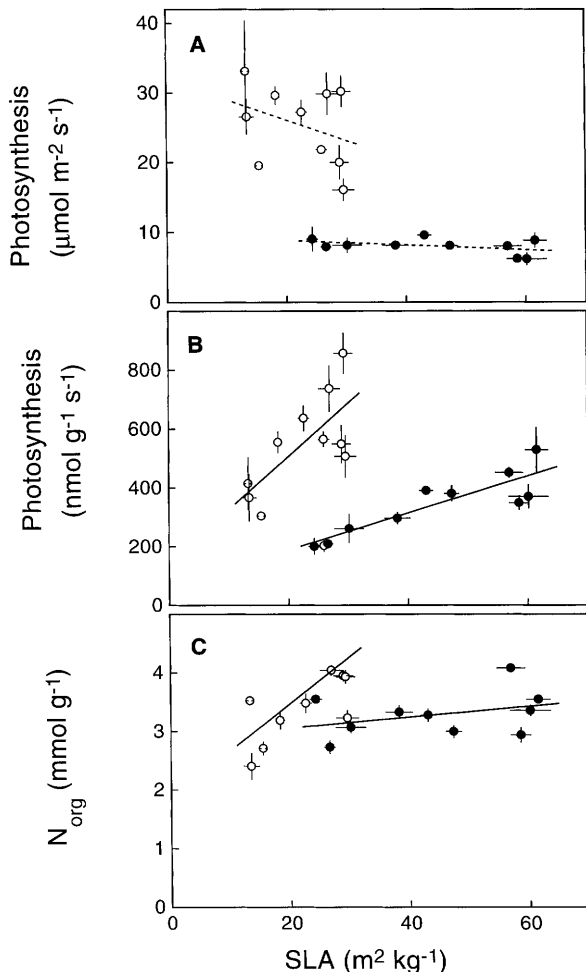 40
A
30
20
10
0
Photosynthesis
(μmol m-2 s-1)
B
800
600
400
200
0
Photosynthesis
(nmol g-1 s-1)
C
4
3
2
1
0
Norg (mmol g-1)
0 20 40 60
SLA (m2 kg-1)